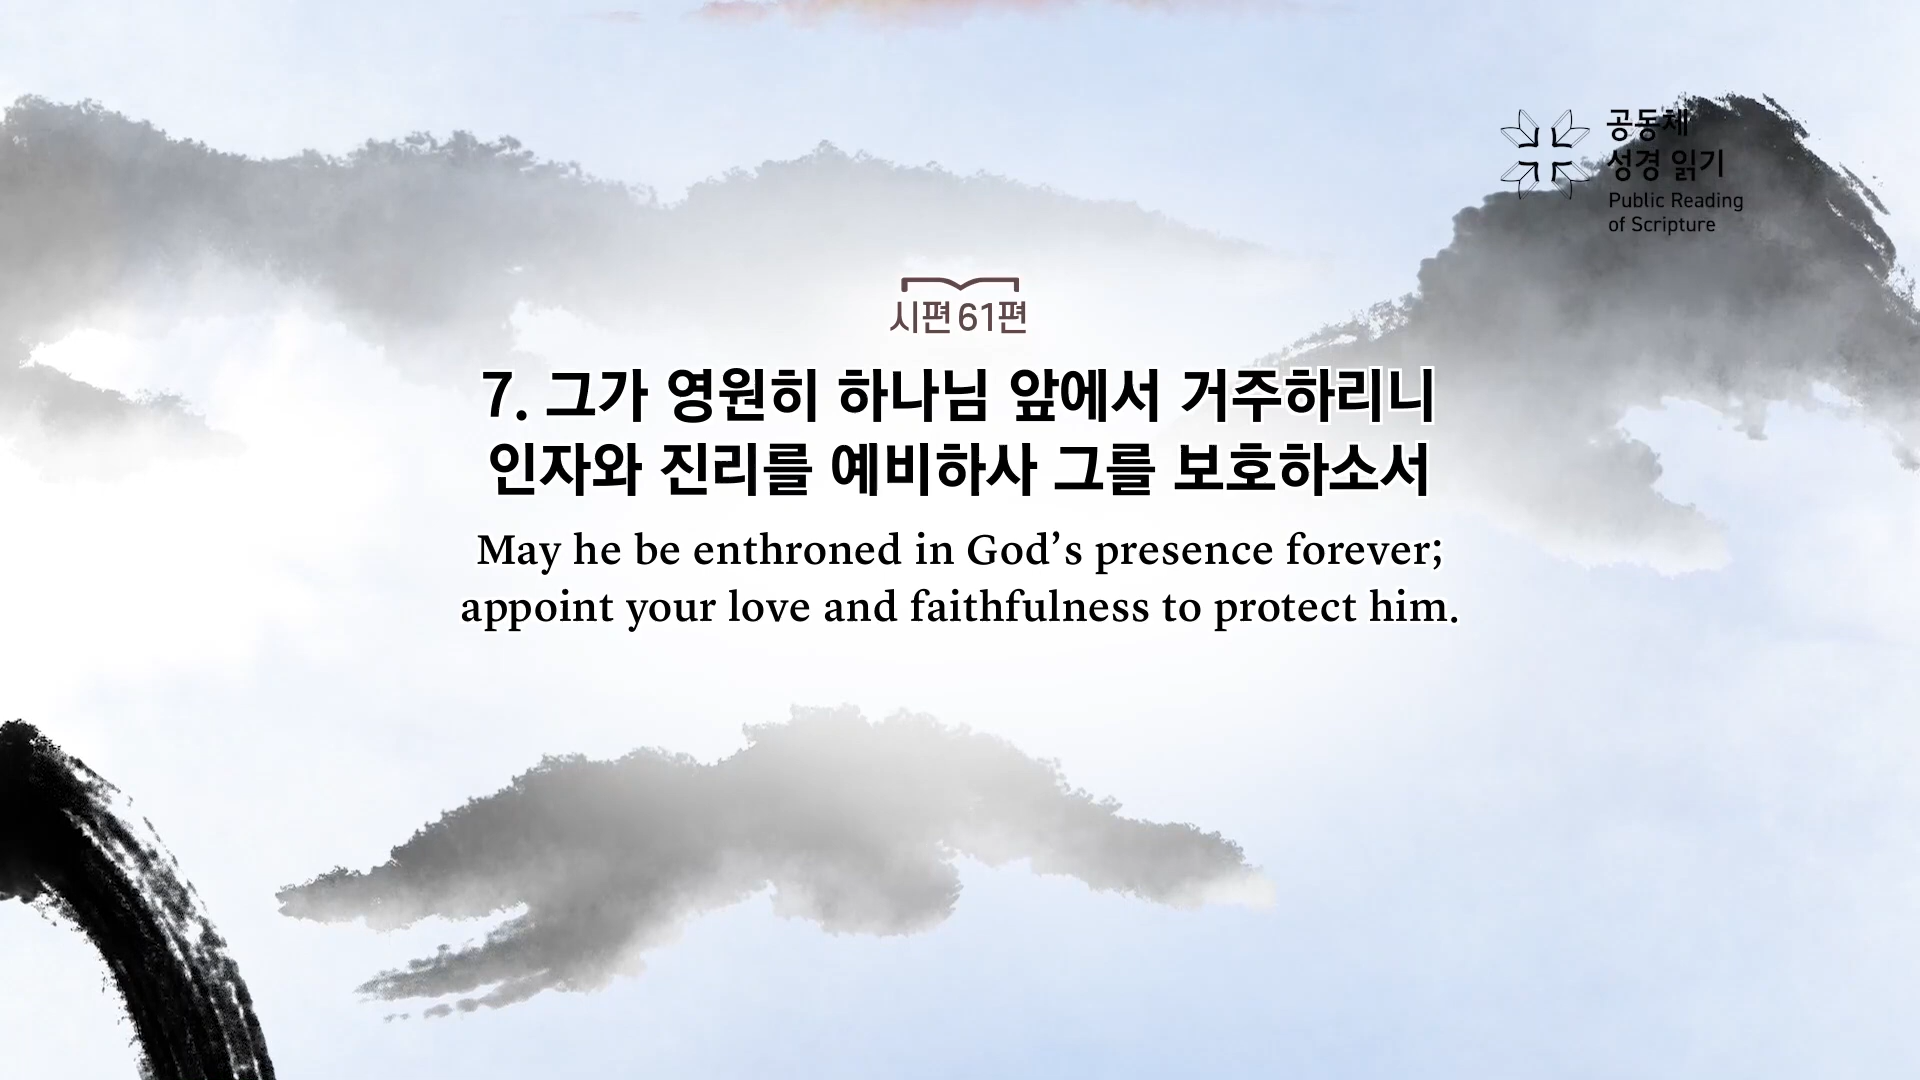 공동체
성경 읽기
Public Reading
of Scripture
시편 61편
7. 그가 영원히 하나님 앞에서 거주하리니
인자와 진리를 예비하사 그를 보호하소서
May he be enthroned in God’s presence forever;
appoint your love and faithfulness to protect him.